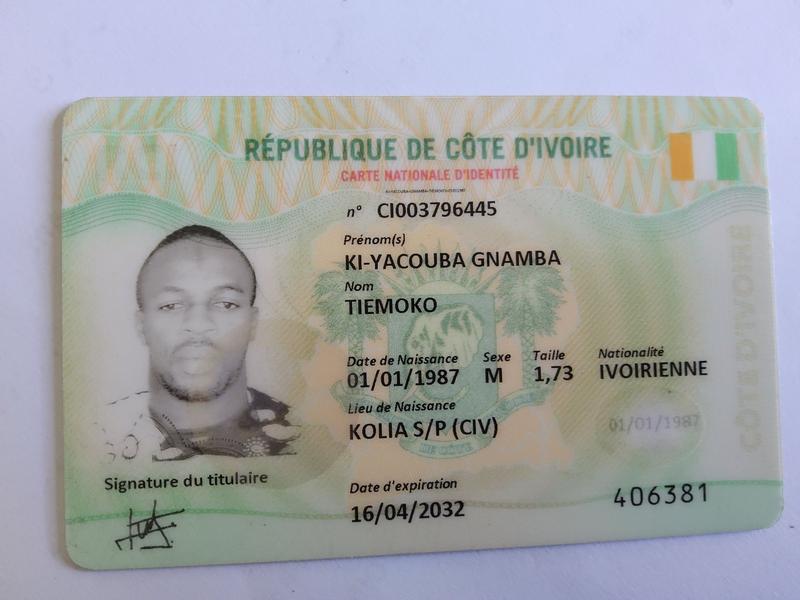 RÉPUBLIQUE DE CÔTE D'IVOIRE
CARTE NATIONALE D'IDENTITÉ
n° CI003796445
Prénom(s)
KI-YACOUBA GNAMBA
Nom
TIEMOKO
Date de Naissance Sexe Taille Nationalité
01/01/1987 M 1,73 IVOIRIENNE
Lieu de Naissance
KOLIA S/P (CIV)
01/01/1987
CÔTE D'IVOIRE
Signature du titulaire
Date d'expiration
16/04/2032
406381